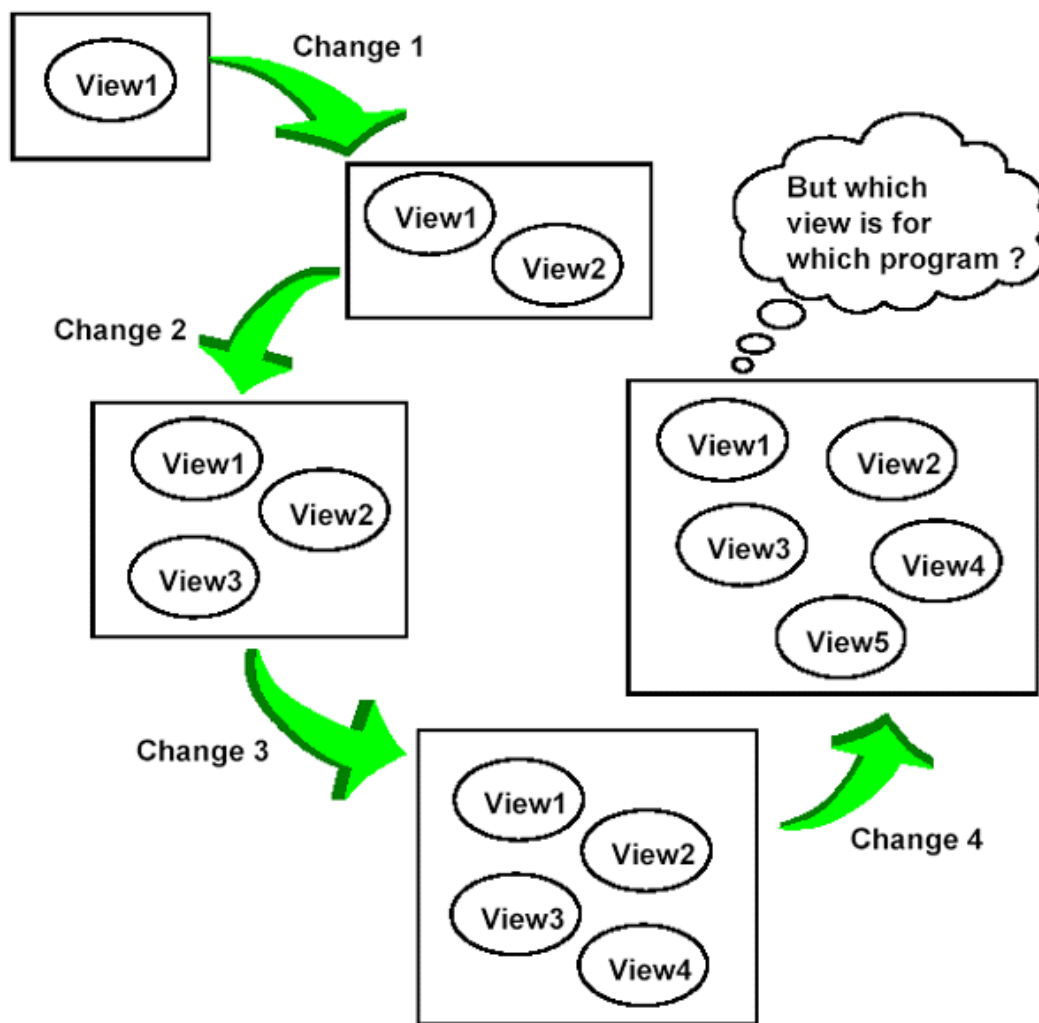 View1
Change 1
View1
View2
But which
view is for
which program ?
Change 2
View1
View2
View3
View1
View2
View3
View4
View5
Change 3
View1
View2
View3
View4
Change 4